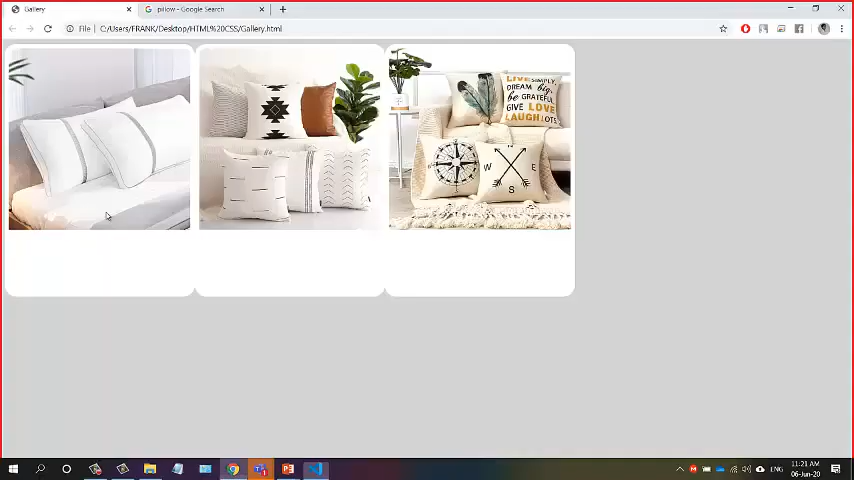 Gallery
pillow - Google Search
File
C:/Users/FRANK/Desktop/HTML%20CSS/Gallery.html
LIVE SIMPLY,
DREAM big,
be GRATEFUL,
GIVE LOVE
LAUGH LOTS.
N
W E
S
ENG
11:21 AM
06-Jun-20